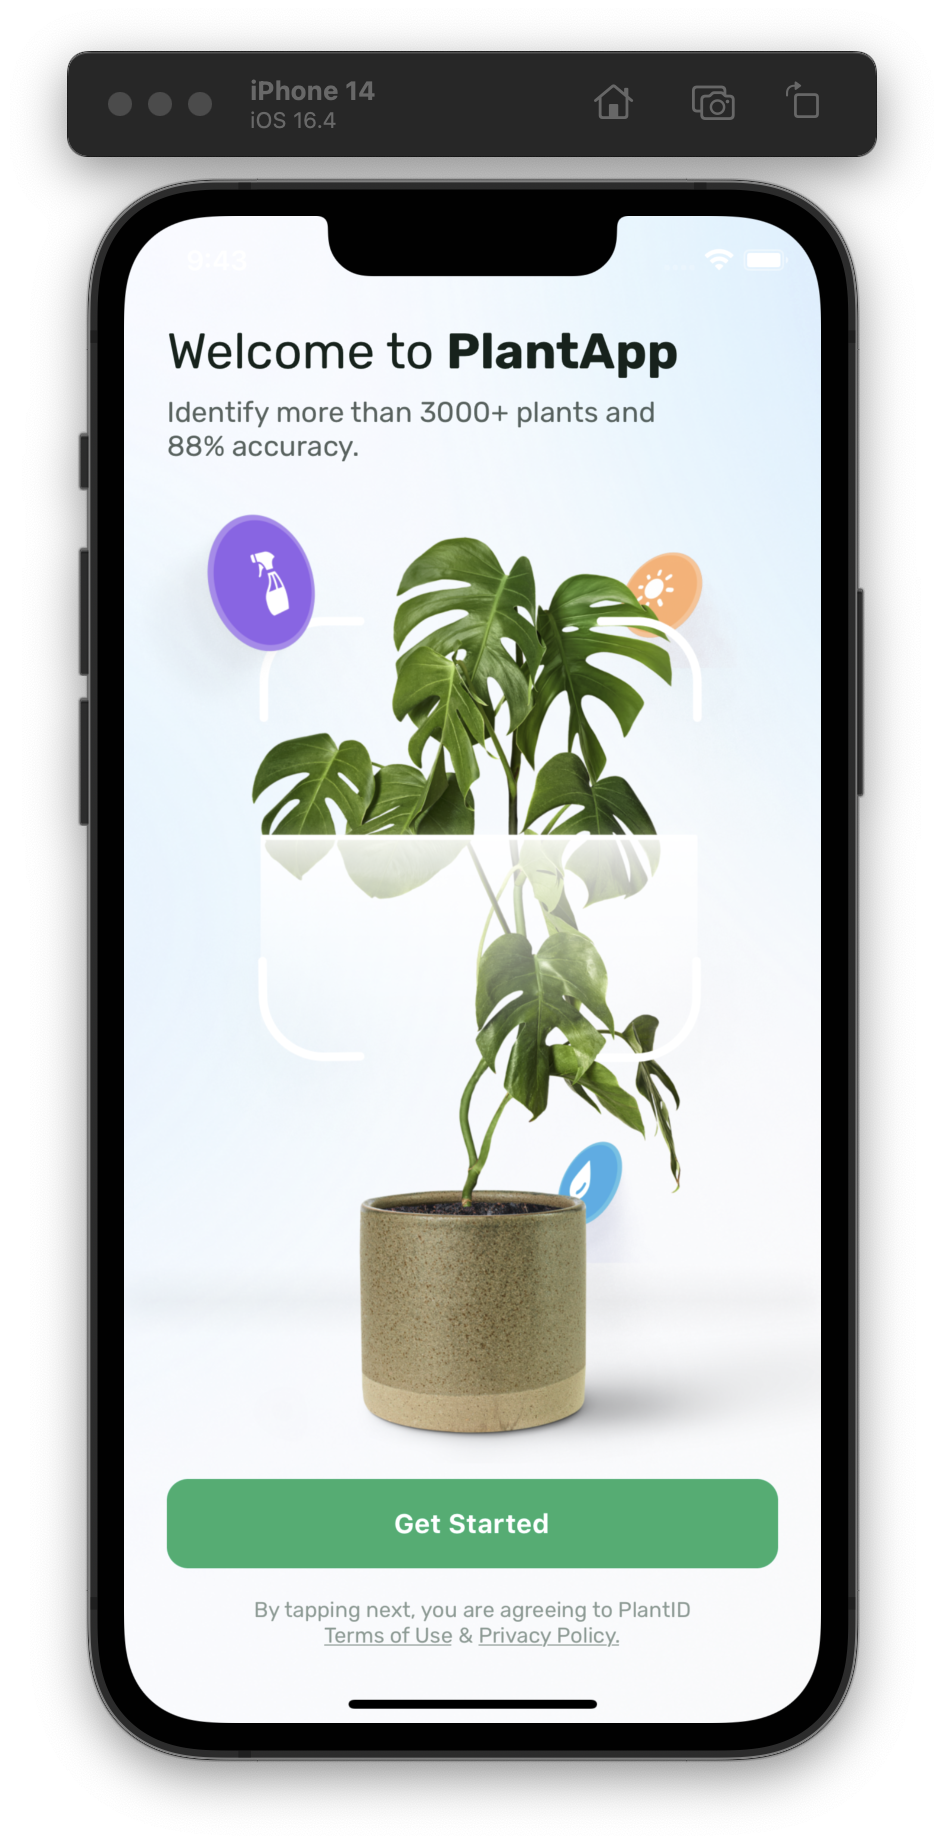 iPhone 14
iOS 16.4
9:43
Welcome to PlantApp
Identify more than 3000+ plants and
88% accuracy.
Get Started
By tapping next, you are agreeing to PlantID
Terms of Use & Privacy Policy.